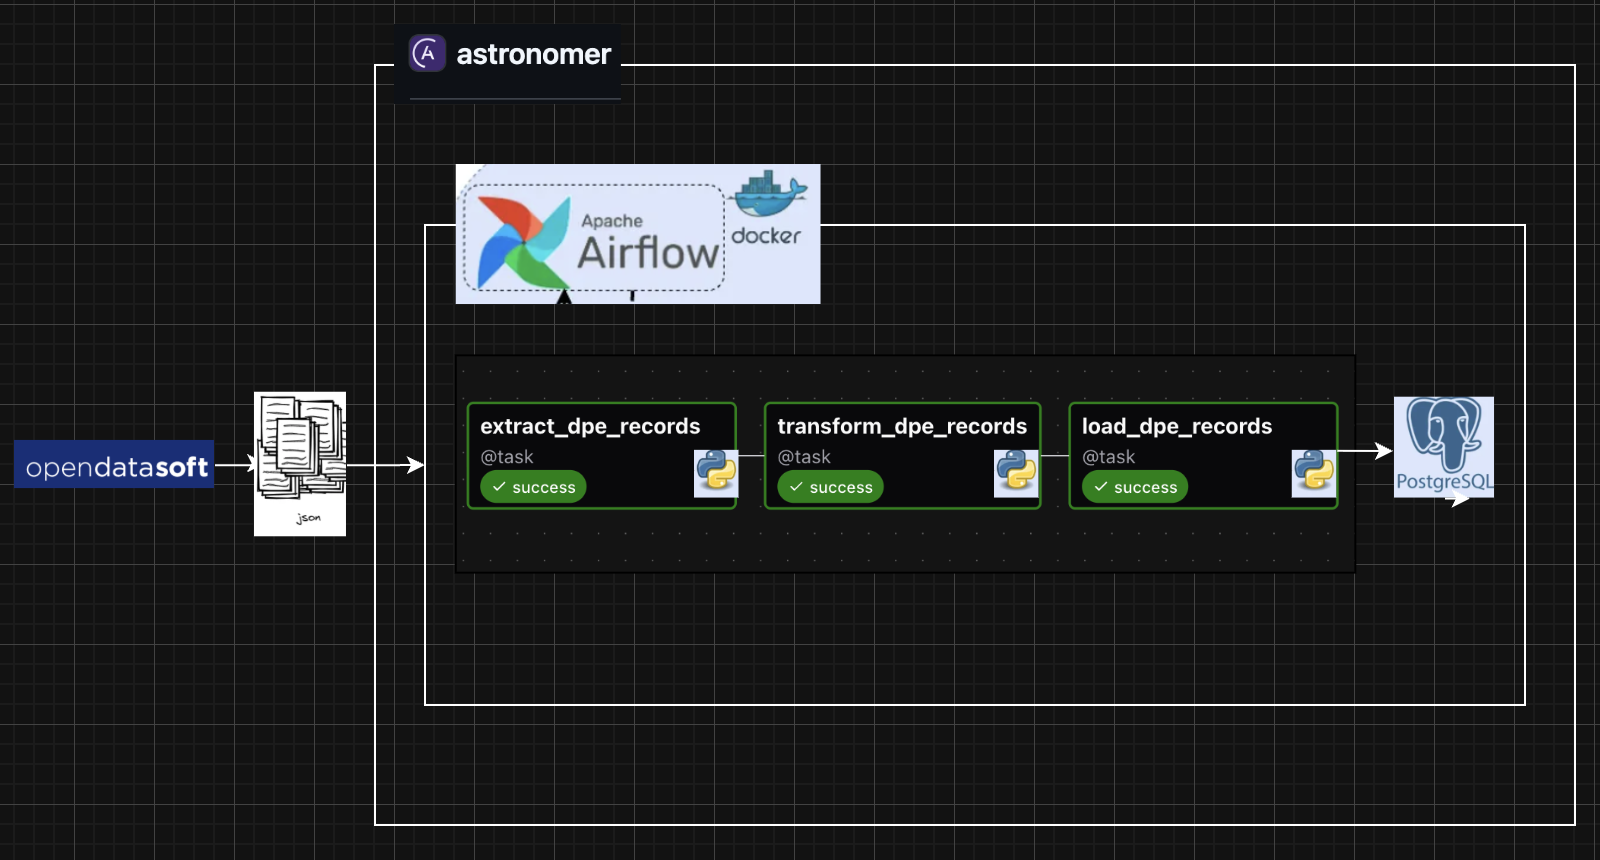 astronomer
Apache
Airflow
docker
opendatasoft
json
extract_dpe_records
@task
success
transform_dpe_records
@task
success
load_dpe_records
@task
success
PostgreSQL